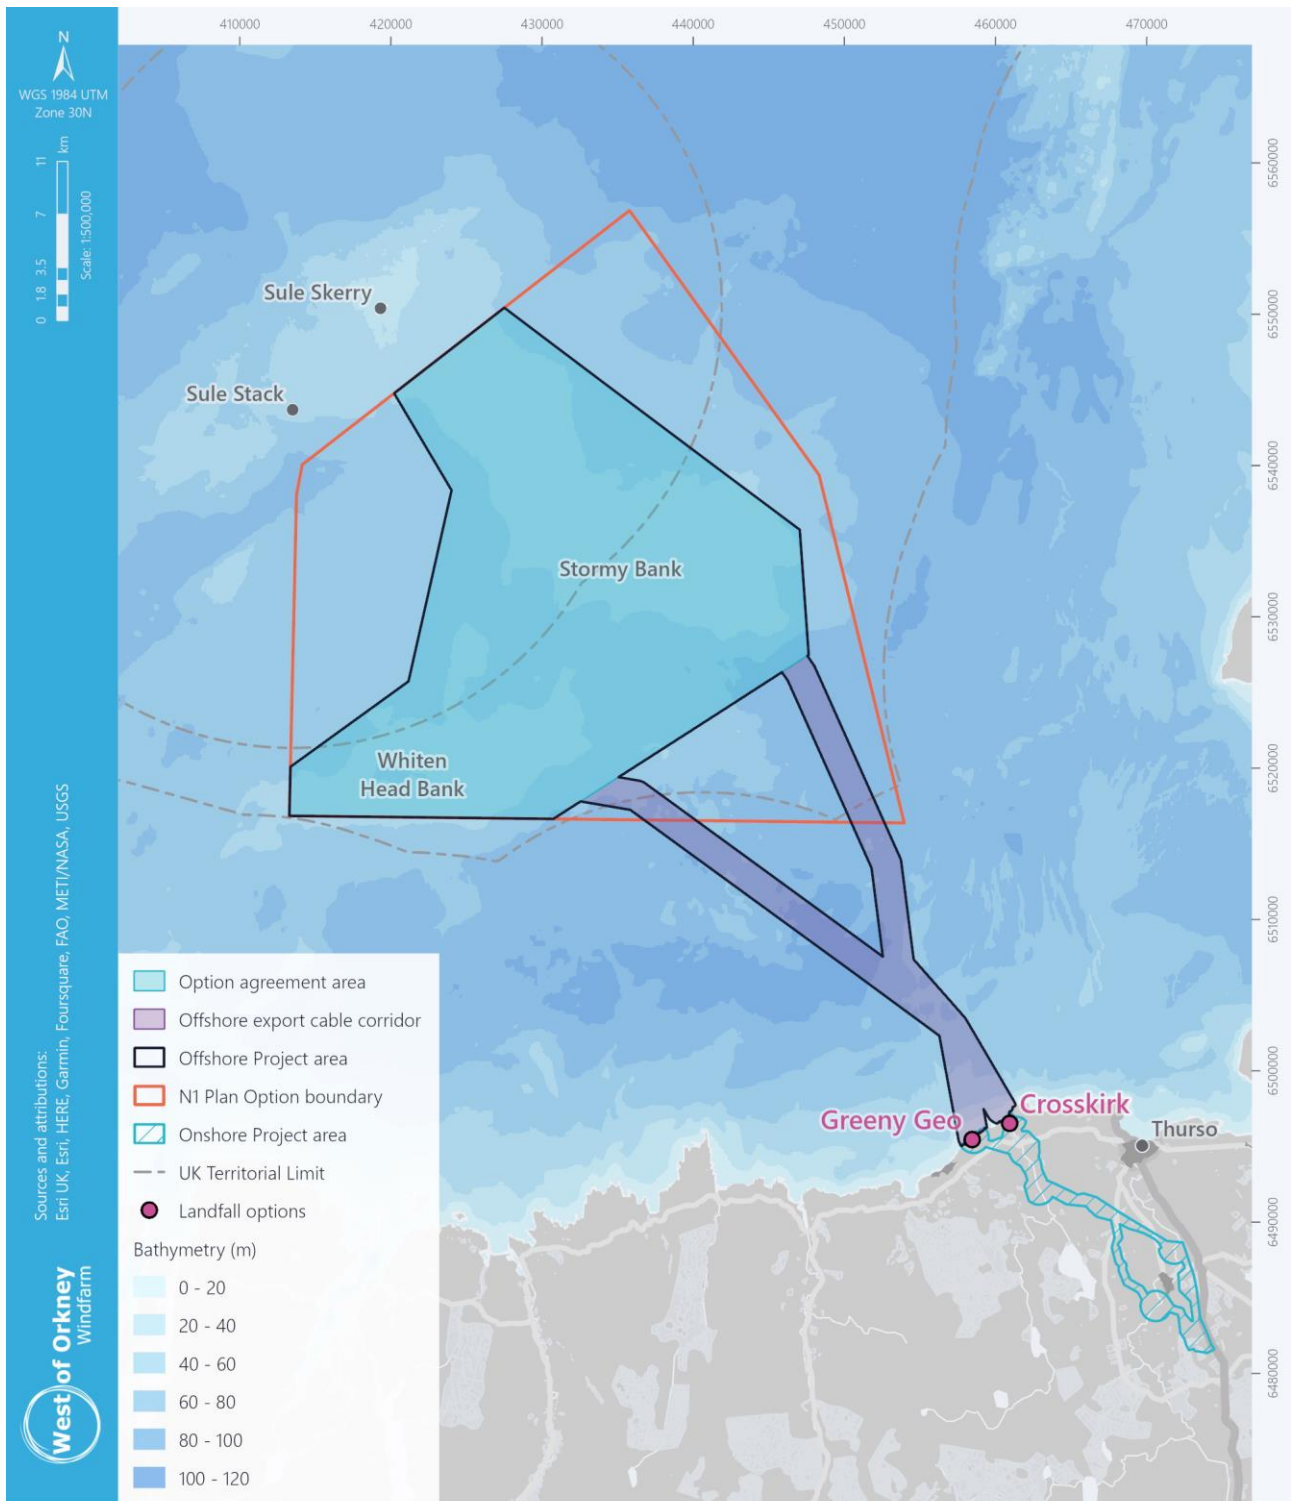 410000
420000
430000
440000
450000
460000
470000
N
WGS 1984 UTM
Zone 30N
0 1.8 3.5 7 11
km
Scale: 1:500,000
6560000
6550000
6540000
6530000
6520000
6510000
6500000
6490000
6480000
Sule Skerry
Sule Stack
Stormy Bank
Whiten
Head Bank
Greeny Geo
Crosskirk
Thurso
Option agreement area
Offshore export cable corridor
Offshore Project area
N1 Plan Option boundary
Onshore Project area
UK Territorial Limit
Landfall options
Bathymetry (m)
0 - 20
20 - 40
40 - 60
60 - 80
80 - 100
100 - 120
Sources and attributions:
Esri UK, Esri, HERE, Garmin, Foursquare, FAO, METI/NASA, USGS
West of Orkney
Windfarm